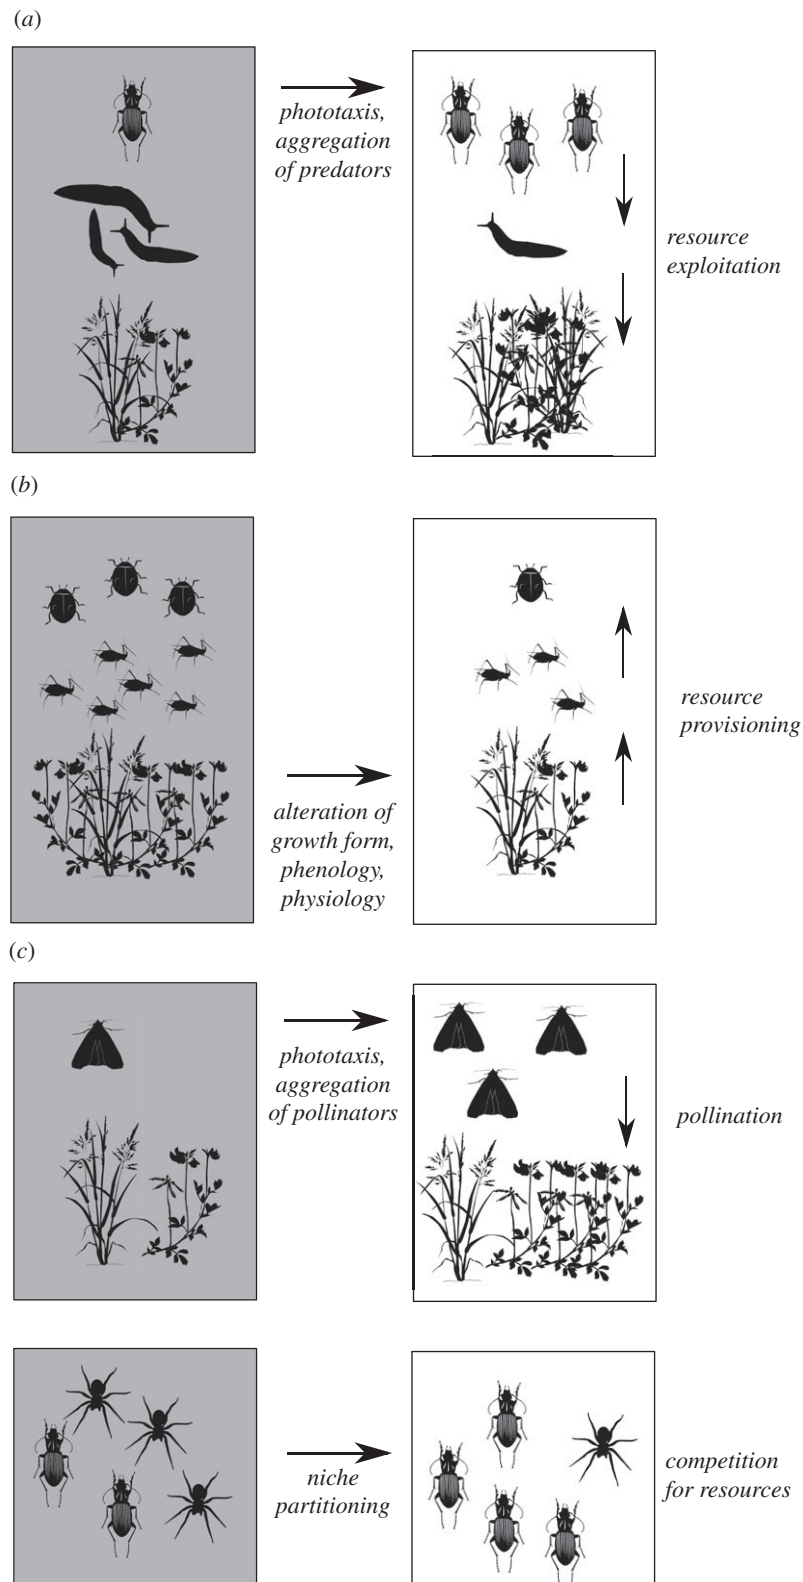 (a)
phototaxis,
aggregation
of predators
resource
exploitation
(b)
alteration of
growth form,
phenology,
physiology
resource
provisioning
(c)
phototaxis,
aggregation
of pollinators
pollination
niche
partitioning
competition
for resources